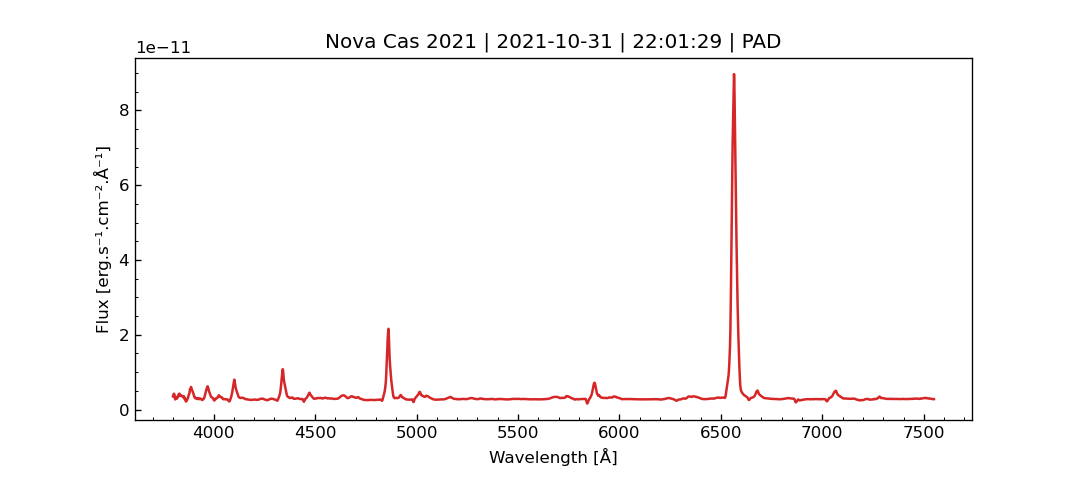 Nova Cas 2021 | 2021-10-31 | 22:01:29 | PAD
1e−11
8
6
4
2
0
Flux [erg.s⁻¹.cm⁻².Å⁻¹]
4000 4500 5000 5500 6000 6500 7000 7500
Wavelength [Å]